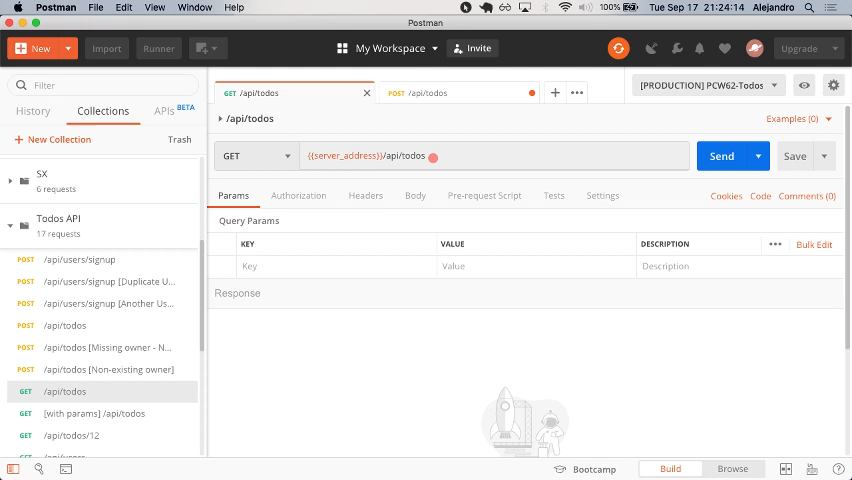 Postman File Edit View Window Help 100% Tue Sep 17 21:24:14 Alejandro
Postman
New Import Runner My Workspace Invite Upgrade
Filter
GET /api/todos POST /api/todos [PRODUCTION] PCW62-Todos
History Collections APIs BETA
/api/todos Examples (0)
New Collection Trash
GET {{server_address}}/api/todos Send Save
SX
6 requests
Params Authorization Headers Body Pre-request Script Tests Settings Cookies Code Comments (0)
Todos API
17 requests
Query Params
KEY VALUE DESCRIPTION Bulk Edit
Key Value Description
POST /api/users/signup
POST /api/users/signup [Duplicate U...
Response
POST /api/users/signup [Another Us...
POST /api/todos
POST /api/todos [Missing owner - N...
POST /api/todos [Non-existing owner]
GET /api/todos
GET [with params] /api/todos
GET /api/todos/12
GET /api/users
Bootcamp Build Browse